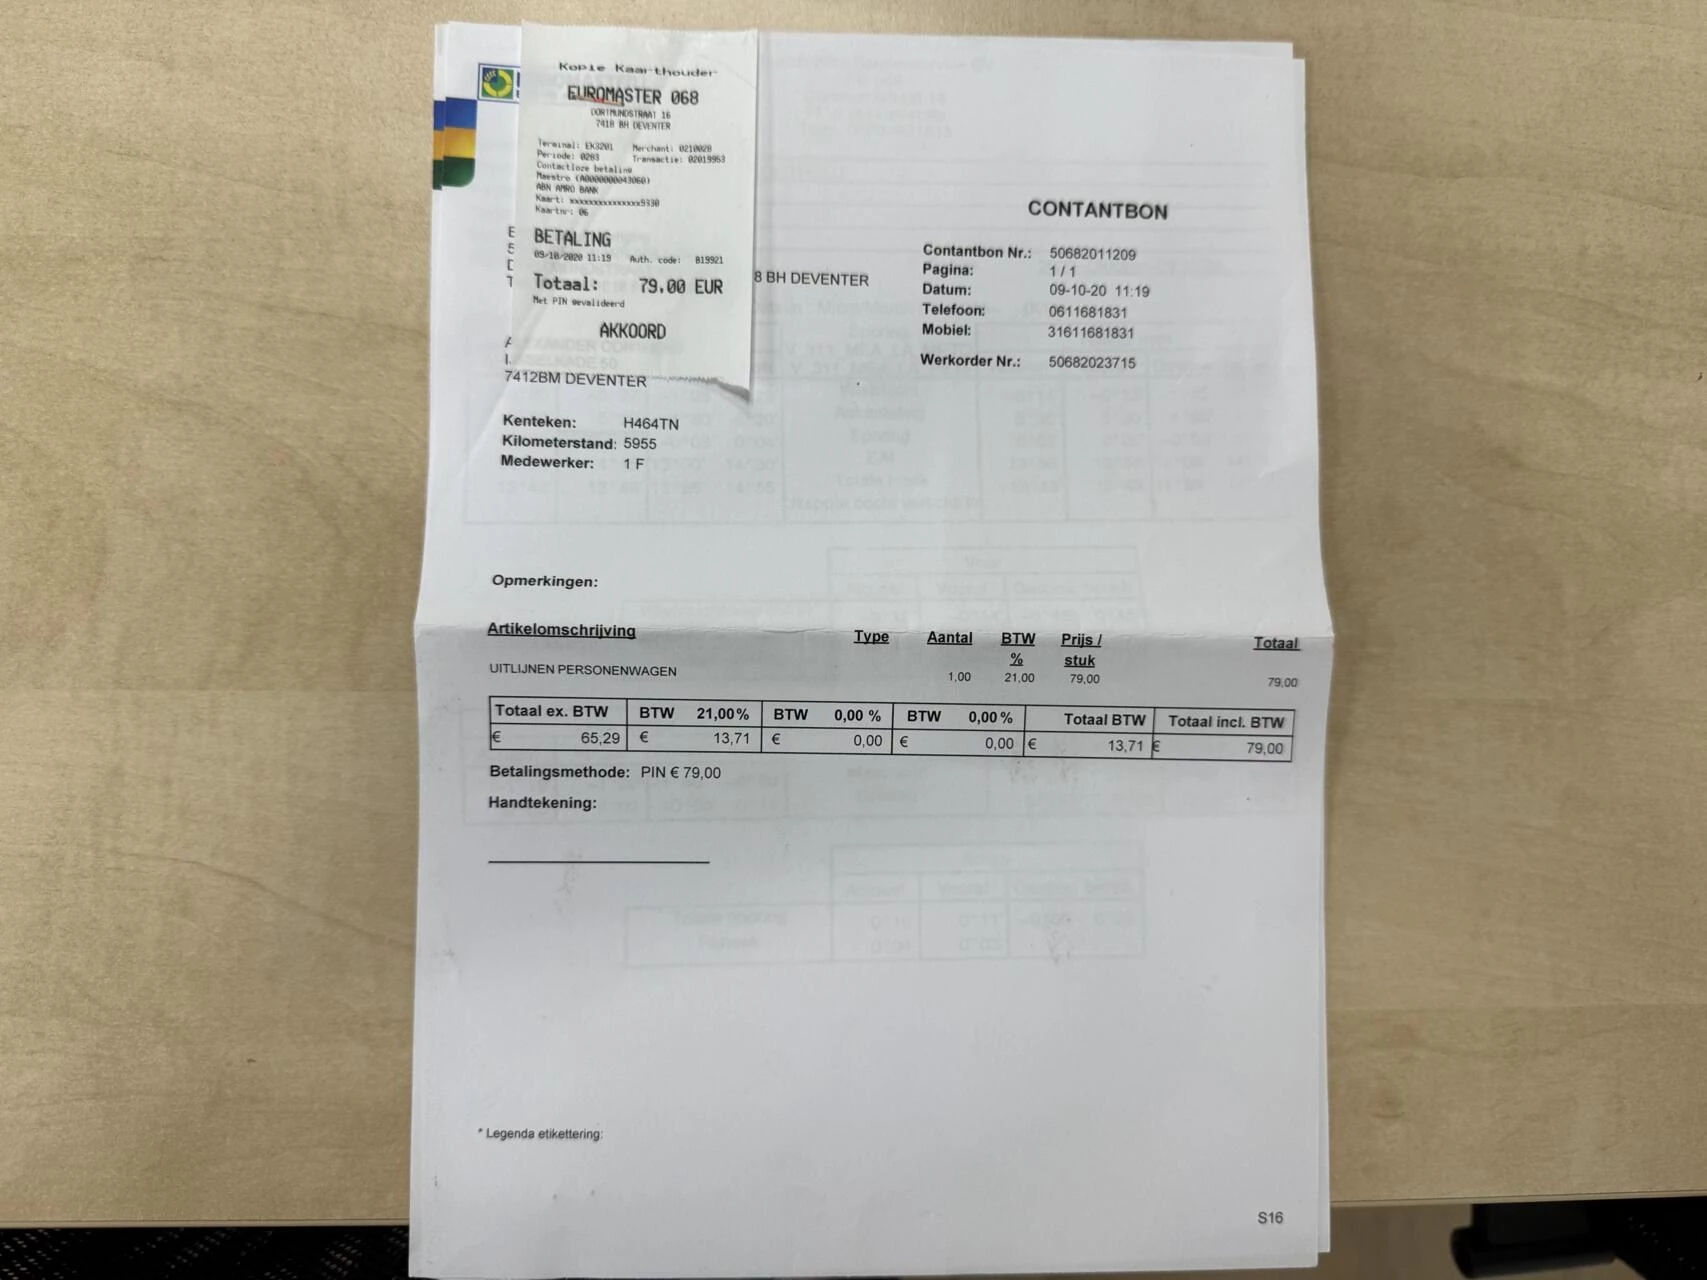 Kopie Kaarthouder
EUROMASTER 068
DORTMUNDSTRAAT 16
7418 BH DEVENTER
Terminal: EK3201 Merchant: 0210028
Periode: 0283 Transactie: 02019953
Contactloze betaling
Maestro (A0000000043060)
ABN AMRO BANK
Kaart: xxxxxxxxxxxxxxx9330
Kaartnr: 06
BETALING
09/10/2020 11:19 Auth. code: B19921
Totaal: 79,00 EUR
Met PIN gevalideerd
AKKOORD
8 BH DEVENTER
7412BM DEVENTER
CONTANTBON
Contantbon Nr.: 50682011209
Pagina: 1 / 1
Datum: 09-10-20 11:19
Telefoon: 0611681831
Mobiel: 31611681831
Werkorder Nr.: 50682023715
Kenteken: H464TN
Kilometerstand: 5955
Medewerker: 1 F
Opmerkingen:
Artikelomschrijving Type Aantal BTW % Prijs / stuk Totaal
UITLIJNEN PERSONENWAGEN 1,00 21,00 79,00 79,00
Totaal ex. BTW BTW 21,00% BTW 0,00 % BTW 0,00 % Totaal BTW Totaal incl. BTW
€ 65,29 € 13,71 € 0,00 € 0,00 € 13,71 € 79,00
Betalingsmethode: PIN € 79,00
Handtekening:
* Legenda etikettering:
S16